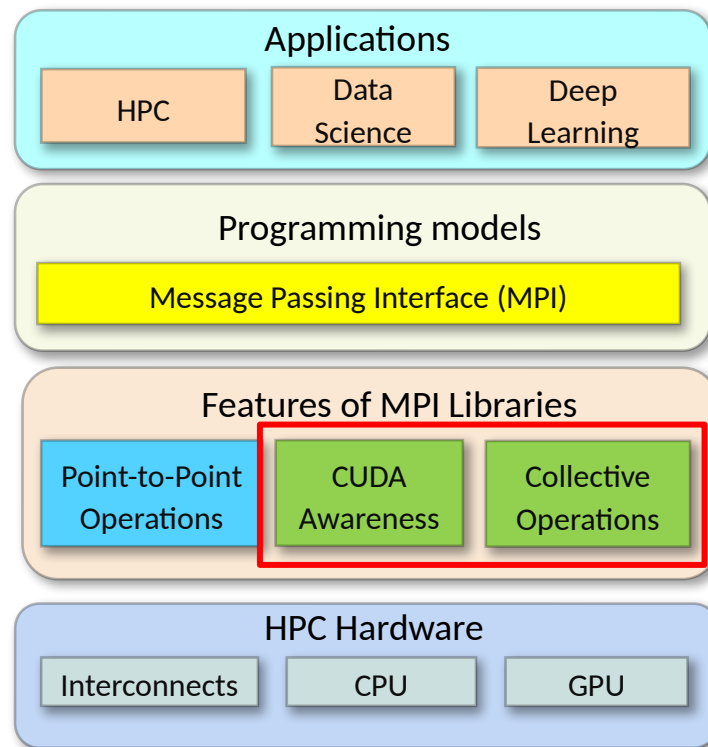 Applications
HPC
Data
Science
Deep
Learning
Programming models
Message Passing Interface (MPI)
Features of MPI Libraries
Point-to-Point
Operations
CUDA
Awareness
Collective
Operations
HPC Hardware
Interconnects
CPU
GPU